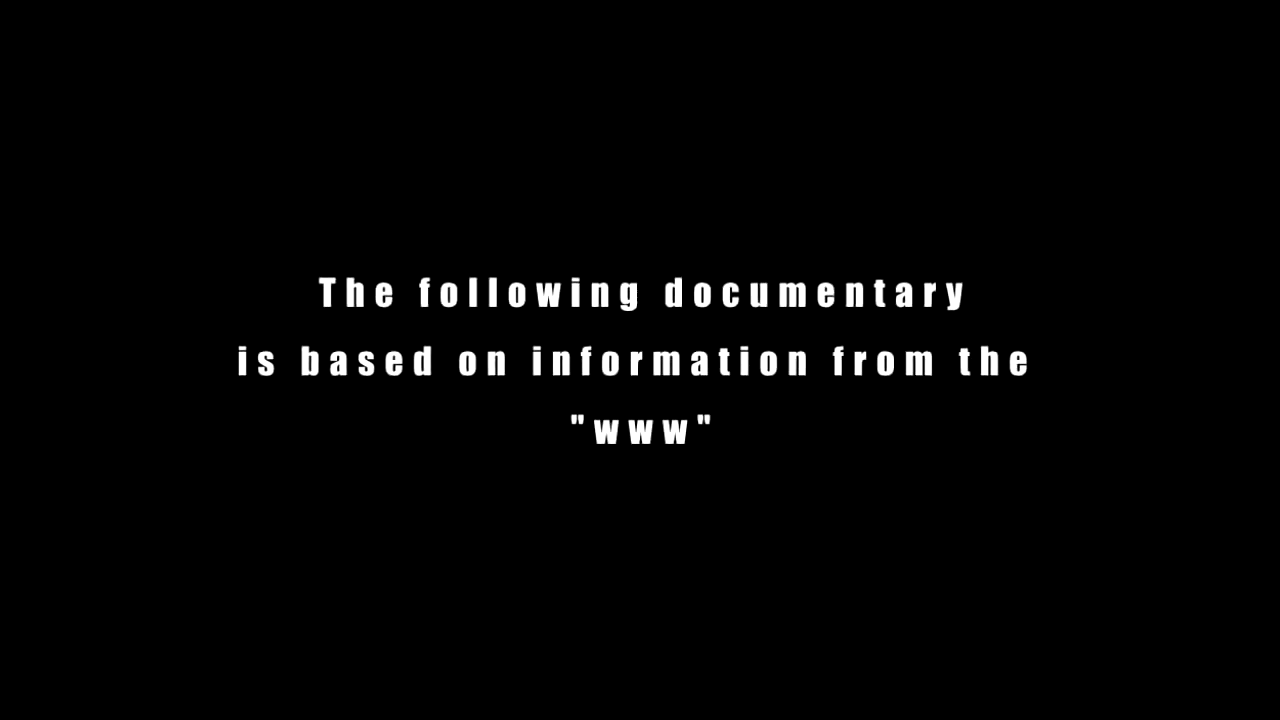 The following documentary
is based on information from the
"www"